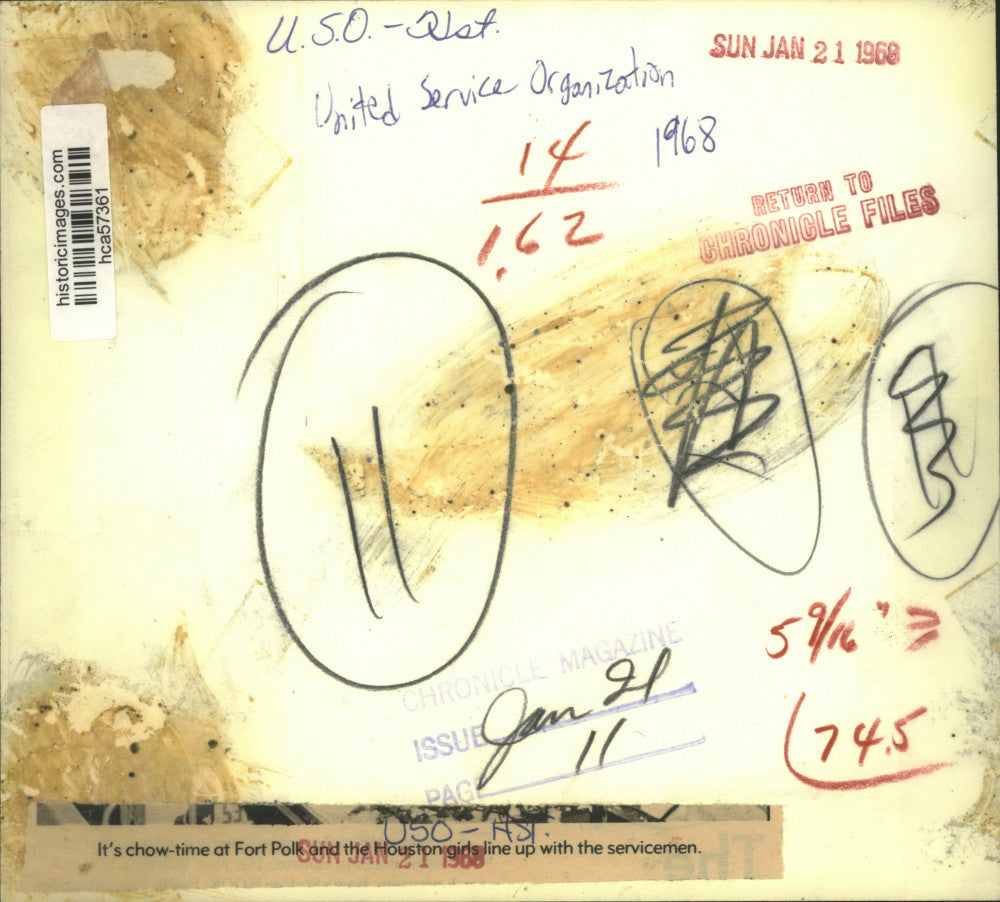 U.S.O. - Hst.
SUN JAN 21 1968
United Service Organization
1968
historicimages.com
hca57361
14
1.62
RETURN TO
CHRONICLE FILES
11
5 9/16"
74.5
CHRONICLE MAGAZINE
ISSUE Jan 21
PAGE 11
USO - Hst.
It's chow-time at Fort Polk and the Houston girls line up with the servicemen.
SUN JAN 21 1968